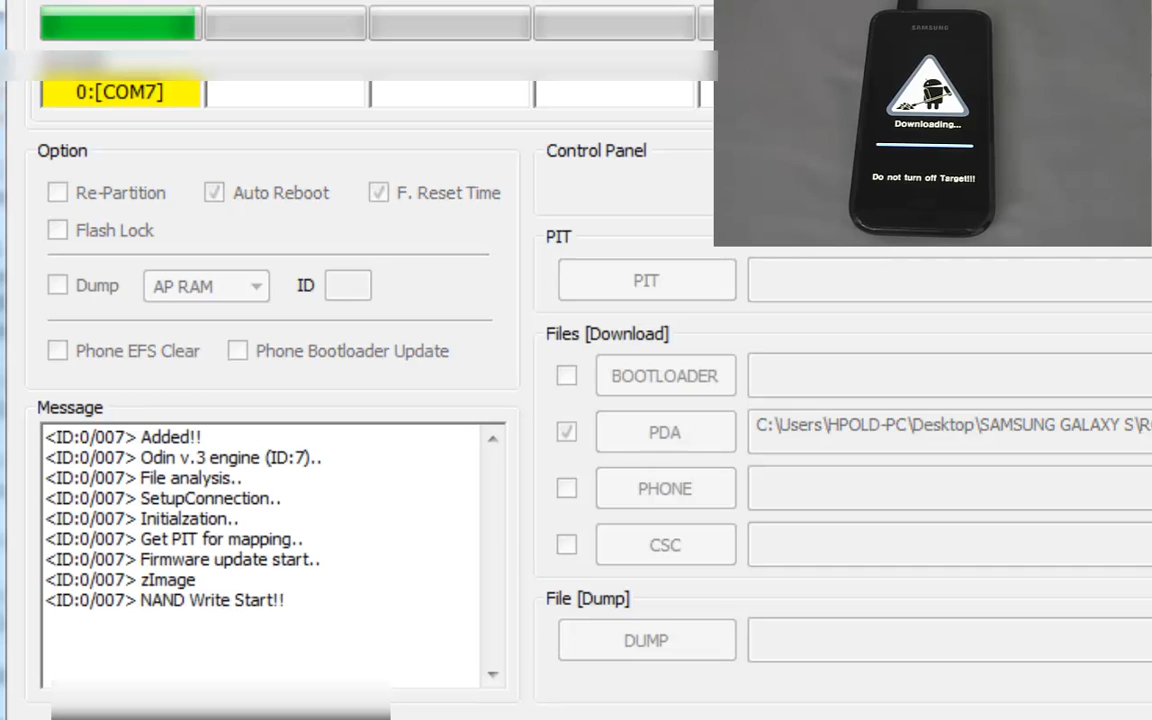 SAMSUNG
Downloading...
Do not turn off Target!!!
0:[COM7]
Option
Re-Partition
Auto Reboot
F. Reset Time
Flash Lock
Dump
AP RAM
ID
Phone EFS Clear
Phone Bootloader Update
Message
<ID:0/007> Added!!
<ID:0/007> Odin v.3 engine (ID:7)..
<ID:0/007> File analysis..
<ID:0/007> SetupConnection..
<ID:0/007> Initialzation..
<ID:0/007> Get PIT for mapping..
<ID:0/007> Firmware update start..
<ID:0/007> zImage
<ID:0/007> NAND Write Start!!
Control Panel
PIT
PIT
Files [Download]
BOOTLOADER
PDA
C:\Users\HPOLD-PC\Desktop\SAMSUNG GALAXY S\R
PHONE
CSC
File [Dump]
DUMP